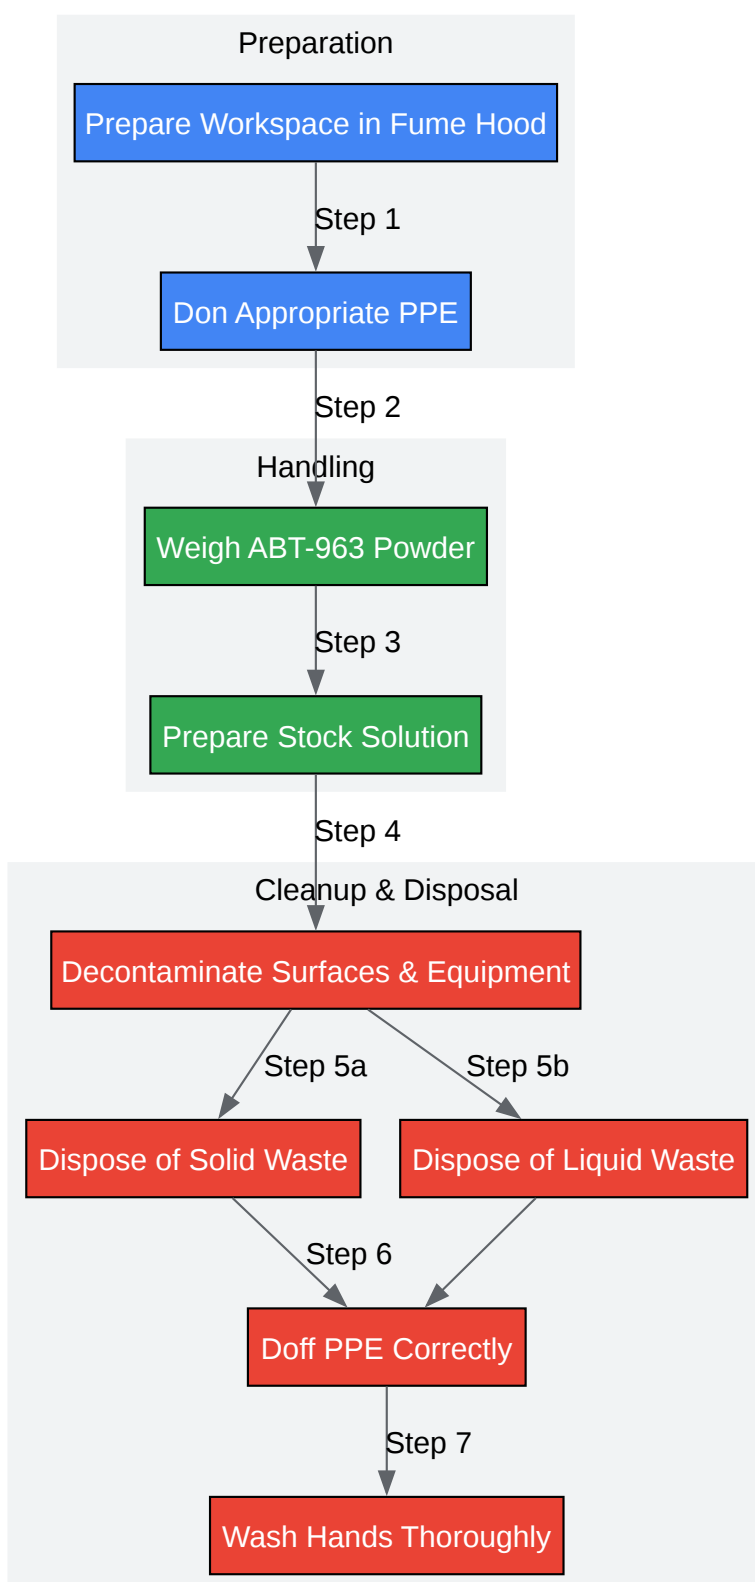 Preparation
Prepare Workspace in Fume Hood
Step 1
Don Appropriate PPE
Step 2
Handling
Weigh ABT-963 Powder
Step 3
Prepare Stock Solution
Step 4
Cleanup & Disposal
Decontaminate Surfaces & Equipment
Step 5a
Step 5b
Dispose of Solid Waste
Dispose of Liquid Waste
Step 6
Doff PPE Correctly
Step 7
Wash Hands Thoroughly